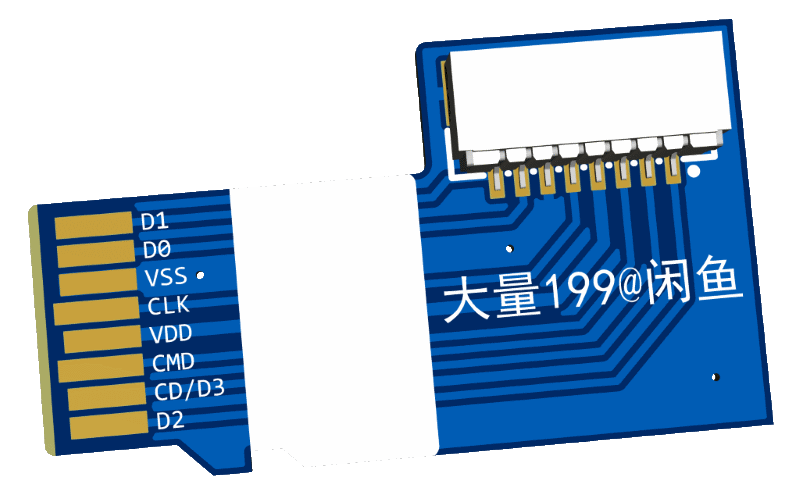 D1
D0
VSS
CLK
VDD
CMD
CD/D3
D2
大量199@闲鱼